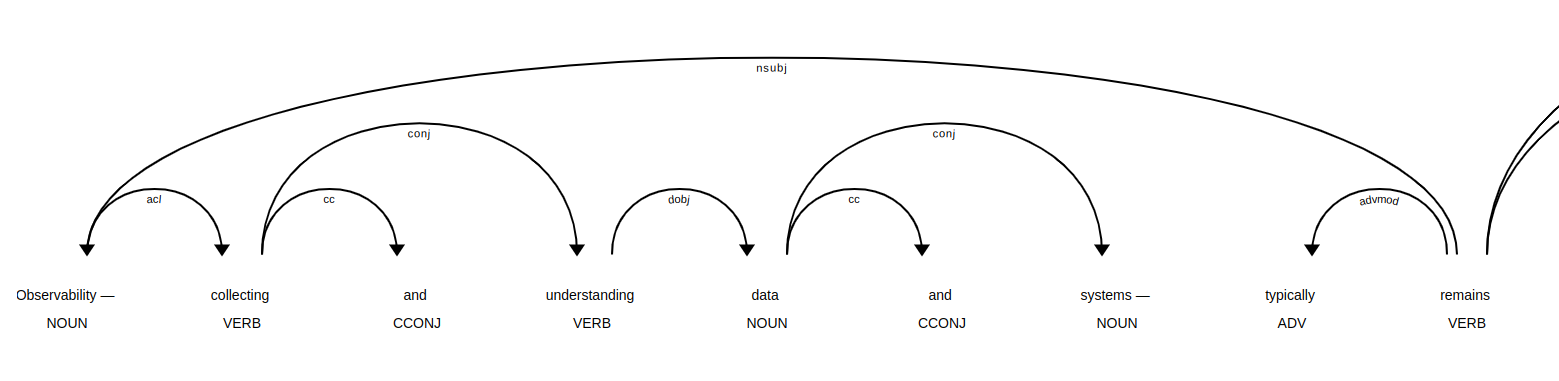 nsubj
conj conj
acl cc dobj cc advmod
Observability — collecting and understanding data and systems — typically remains
NOUN VERB CCONJ VERB NOUN CCONJ NOUN ADV VERB